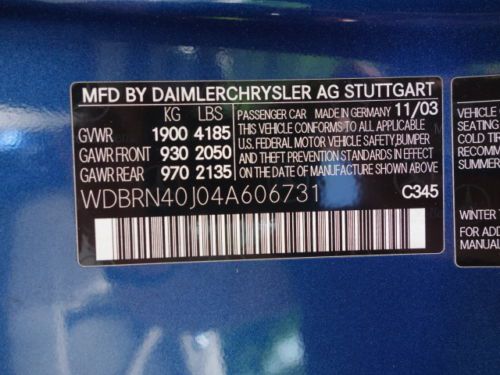 MFD BY DAIMLERCHRYSLER AG STUTTGART
KG LBS
GVWR 1900 4185
GAWR FRONT 930 2050
GAWR REAR 970 2135
PASSENGER CAR MADE IN GERMANY 11/03
THIS VEHICLE CONFORMS TO ALL APPLICABLE
U.S. FEDERAL MOTOR VEHICLE SAFETY, BUMPER
AND THEFT PREVENTION STANDARDS IN EFFECT
ON THE DATE OF MANUFACTURE SHOWN ABOVE.
WDBRN40J04A606731
C345
VEHICLE
SEATING
COLD TI
RECOM
SUMMER
WINTER
FOR AD
MANUAL